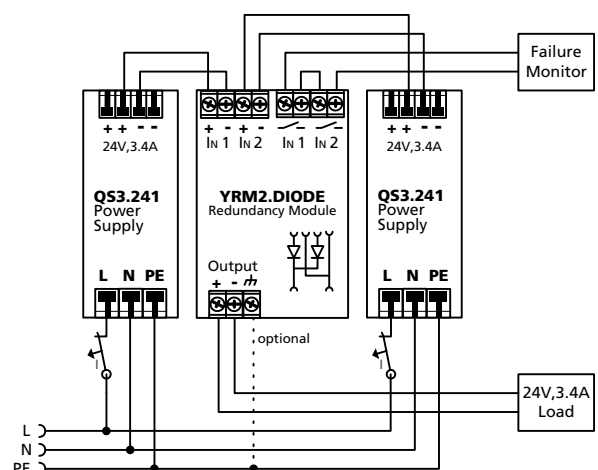 Failure
Monitor
+ + - -
24V,3.4A
QS3.241
Power
Supply
L N PE
+ - + -
IN 1 IN 2
IN 1 IN 2
YRM2.DIODE
Redundancy Module
Output
+ -
optional
+ + - -
24V,3.4A
QS3.241
Power
Supply
L N PE
I
I
24V,3.4A
Load
L
N
PE